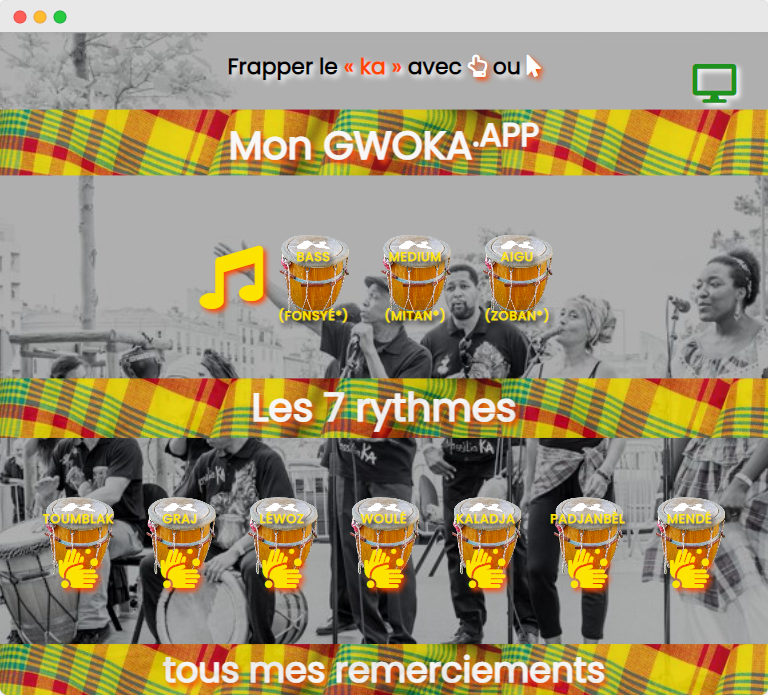 Frapper le « ka » avec ou
Mon GWOKA.APP
BASS MEDIUM AIGU
(FONSYÉ*) (MITAN*) (ZOBAN*)
Les 7 rythmes
TOUMBLAK GRAJ LÉWOZ WOULÉ KALADJA PADJANBÈL MENDÉ
tous mes remerciements